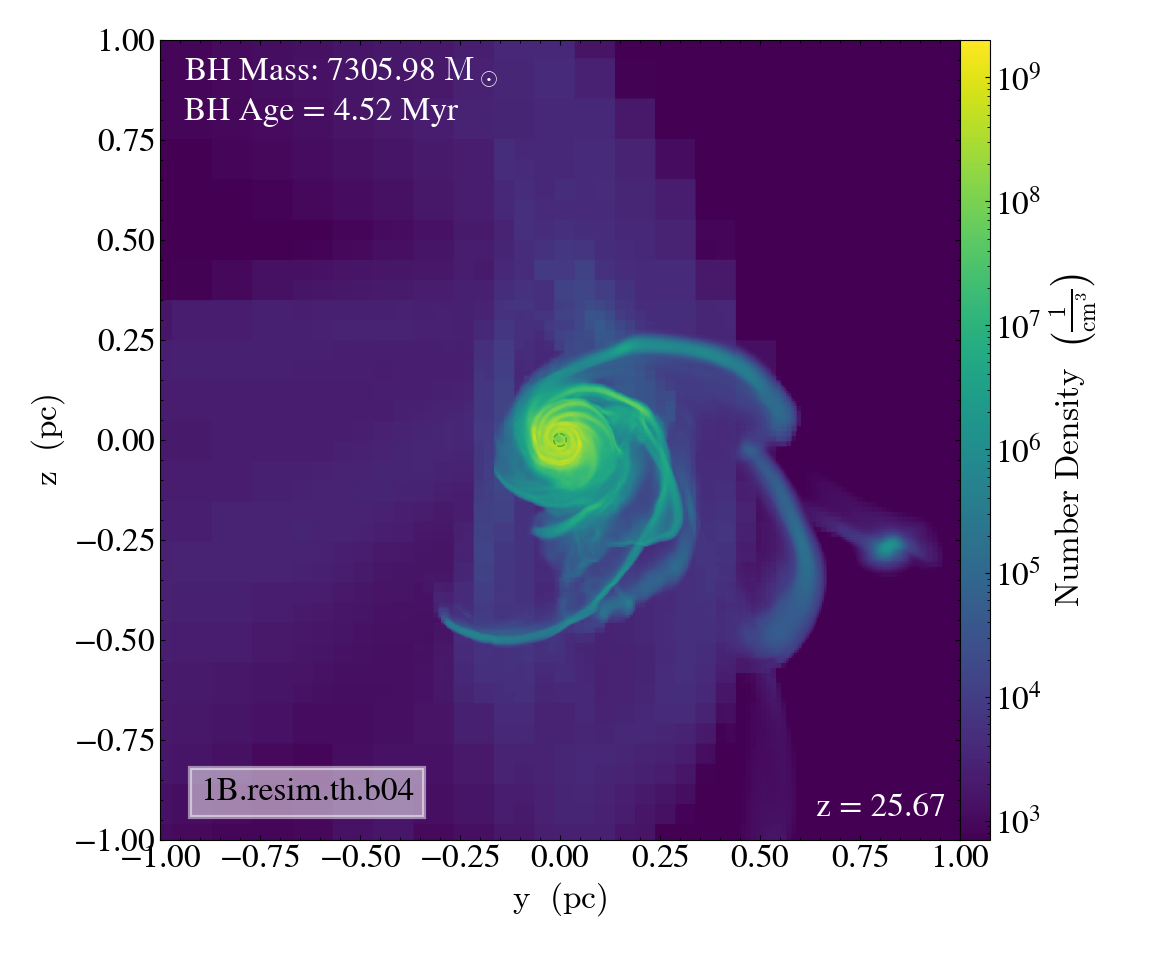 BH Mass: 7305.98 M⊙
BH Age = 4.52 Myr
1B.resim.th.b04
z = 25.67
1.00
0.75
0.50
0.25
0.00
−0.25
−0.50
−0.75
−1.00
z (pc)
−1.00 −0.75 −0.50 −0.25 0.00 0.25 0.50 0.75 1.00
y (pc)
10⁹
10⁸
10⁷
10⁶
10⁵
10⁴
10³
Number Density (1/cm³)